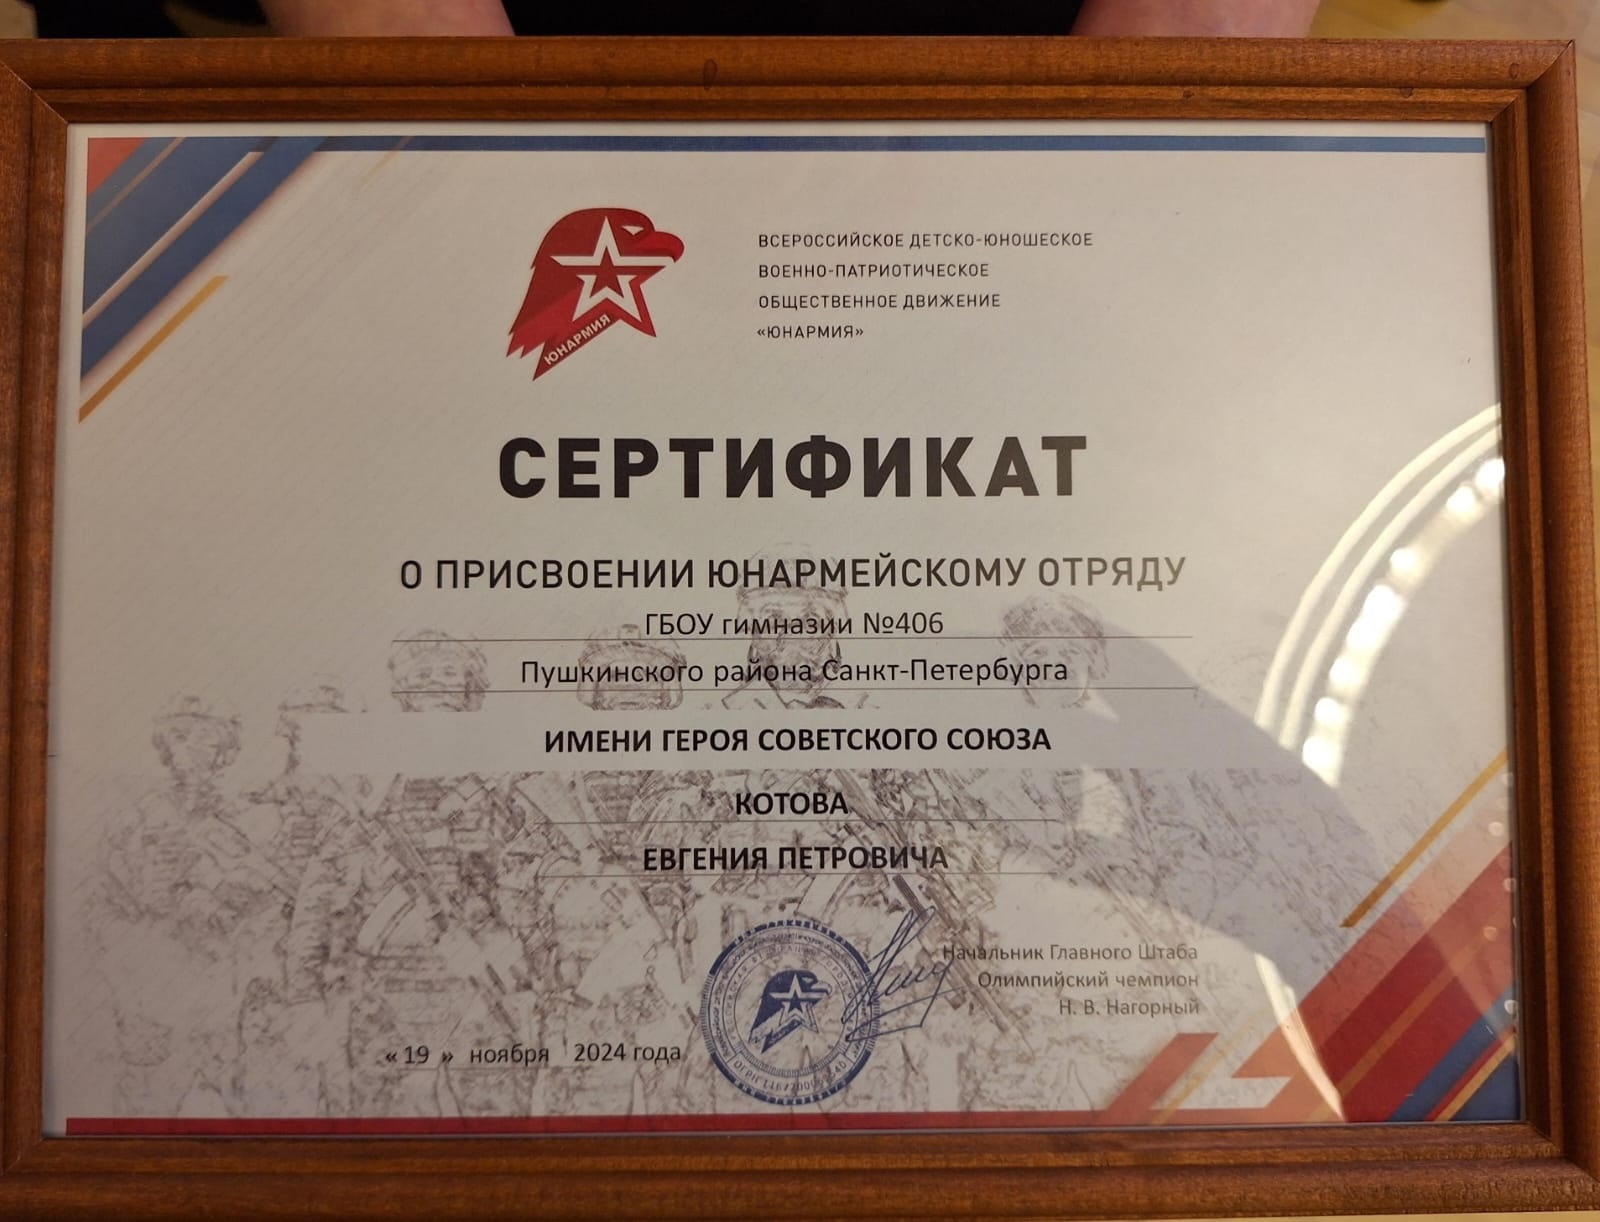 ЮНАРМИЯ
ВСЕРОССИЙСКОЕ ДЕТСКО-ЮНОШЕСКОЕ
ВОЕННО-ПАТРИОТИЧЕСКОЕ
ОБЩЕСТВЕННОЕ ДВИЖЕНИЕ
«ЮНАРМИЯ»
СЕРТИФИКАТ
О ПРИСВОЕНИИ ЮНАРМЕЙСКОМУ ОТРЯДУ
ГБОУ гимназии №406
Пушкинского района Санкт-Петербурга
ИМЕНИ ГЕРОЯ СОВЕТСКОГО СОЮЗА
КОТОВА
ЕВГЕНИЯ ПЕТРОВИЧА
Начальник Главного Штаба
Олимпийский чемпион
Н. В. Нагорный
« 19 » ноября 2024 года